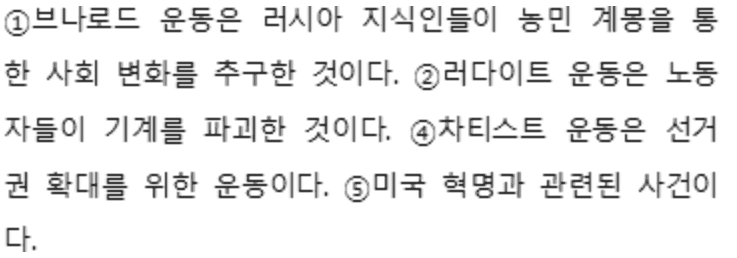 ①브나로드 운동은 러시아 지식인들이 농민 계몽을 통
한 사회 변화를 추구한 것이다. ②러다이트 운동은 노동
자들이 기계를 파괴한 것이다. ④차티스트 운동은 선거
권 확대를 위한 운동이다. ⑤미국 혁명과 관련된 사건이
다.